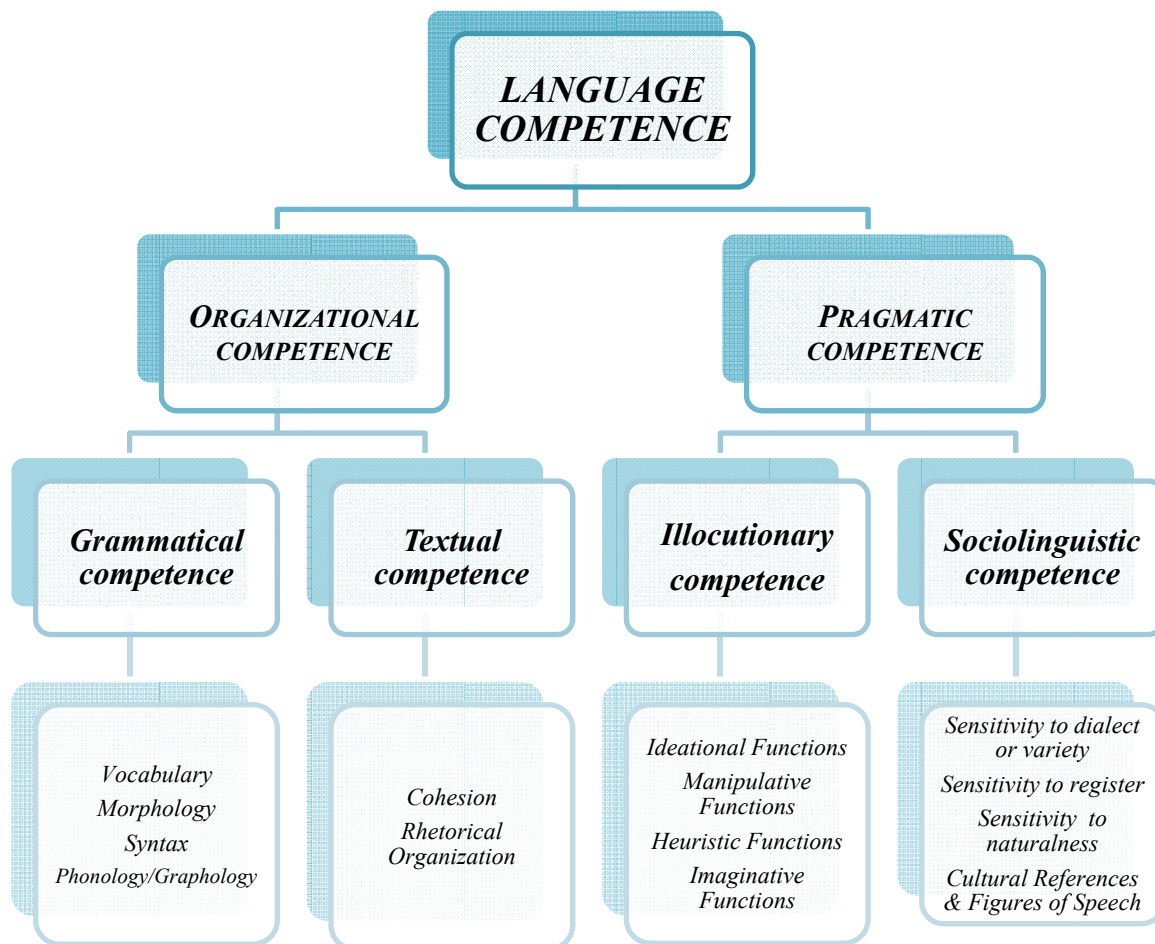 LANGUAGE
COMPETENCE
ORGANIZATIONAL
COMPETENCE
PRAGMATIC
COMPETENCE
Grammatical
competence
Textual
competence
Illocutionary
competence
Sociolinguistic
competence
Vocabulary
Morphology
Syntax
Phonology/Graphology
Cohesion
Rhetorical
Organization
Ideational Functions
Manipulative
Functions
Heuristic Functions
Imaginative
Functions
Sensitivity to dialect
or variety
Sensitivity to register
Sensitivity to
naturalness
Cultural References
& Figures of Speech